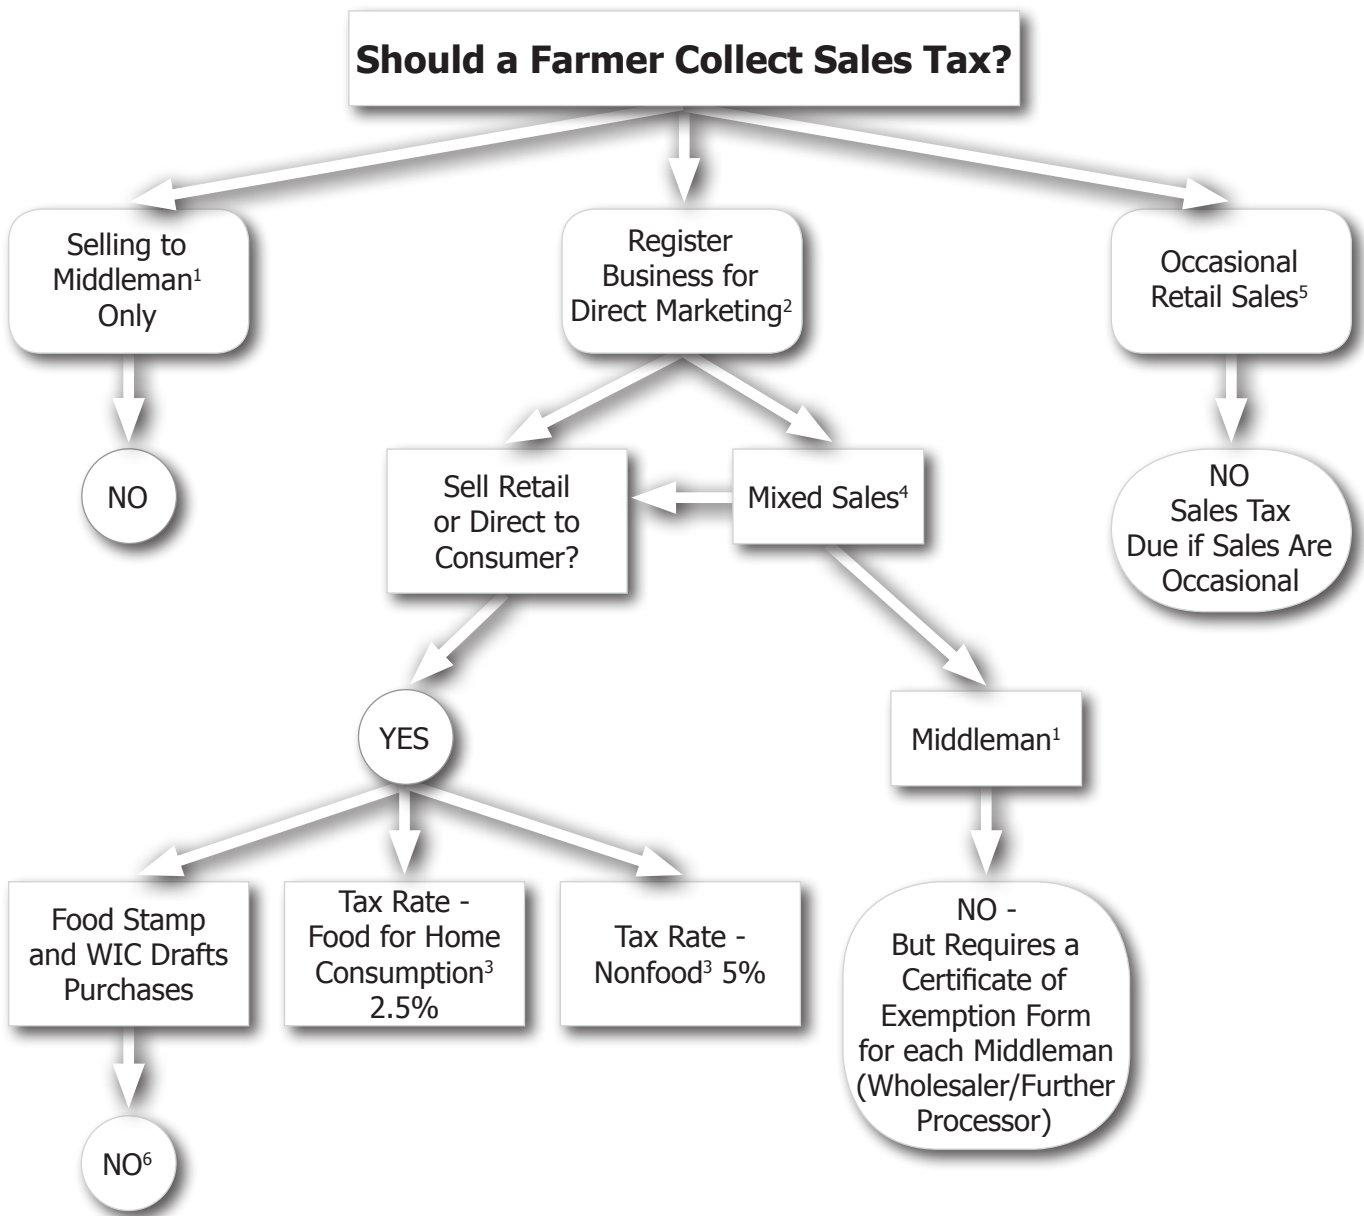 Should a Farmer Collect Sales Tax?
Selling to
Middleman¹
Only
Register
Business for
Direct Marketing²
Occasional
Retail Sales⁵
NO
Sell Retail
or Direct to
Consumer?
Mixed Sales⁴
NO
Sales Tax
Due if Sales Are
Occasional
YES
Middleman¹
Food Stamp
and WIC Drafts
Purchases
Tax Rate -
Food for Home
Consumption³
2.5%
Tax Rate -
Nonfood³ 5%
NO -
But Requires a
Certificate of
Exemption Form
for each Middleman
(Wholesaler/Further
Processor)
NO⁶